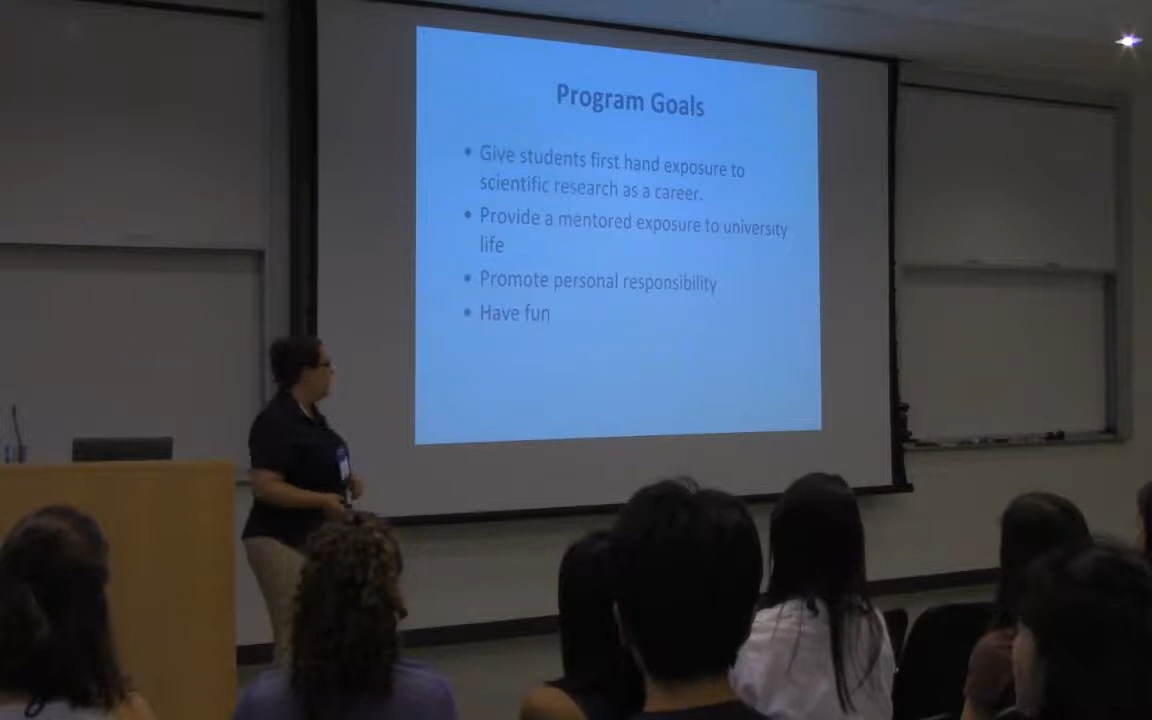 Program Goals
• Give students first hand exposure to
scientific research as a career.
• Provide a mentored exposure to university
life
• Promote personal responsibility
• Have fun